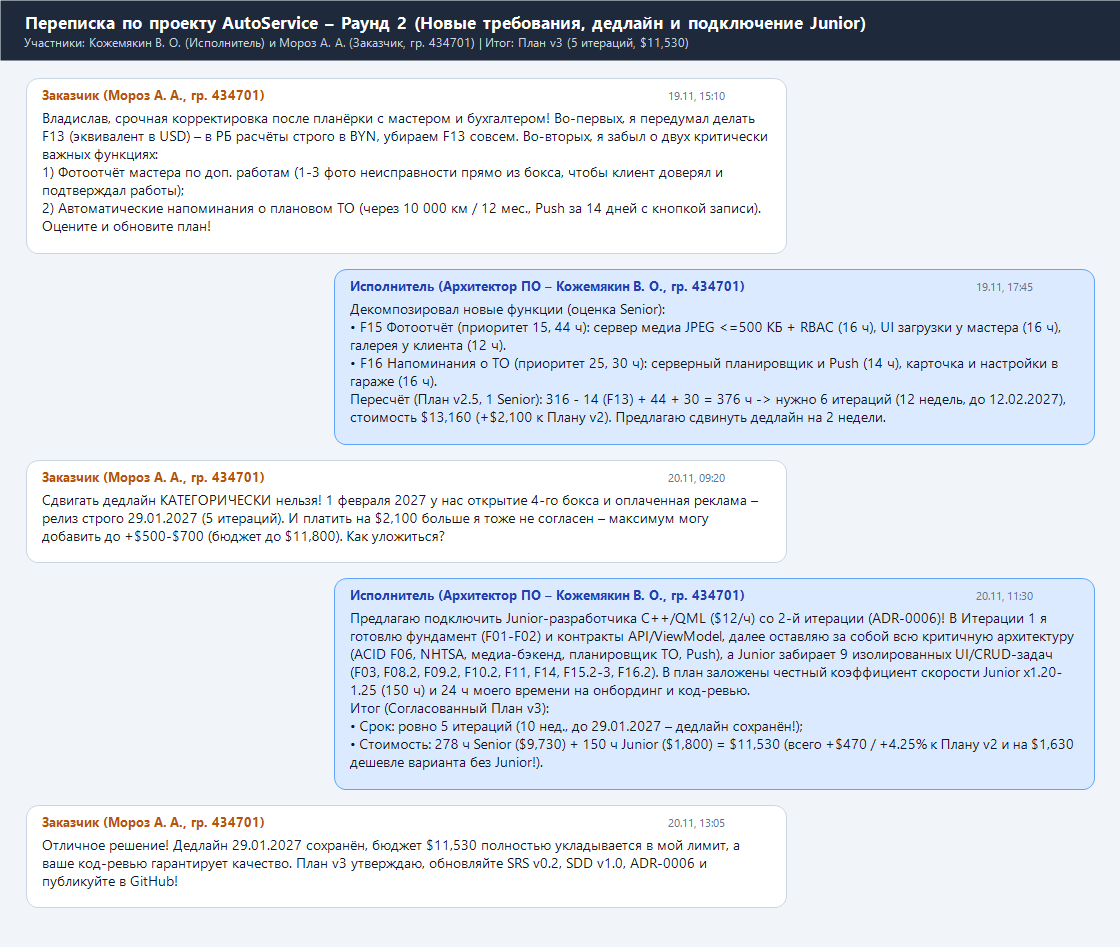 Переписка по проекту AutoService – Раунд 2 (Новые требования, дедлайн и подключение Junior)
Участники: Кожемякин В. О. (Исполнитель) и Мороз А. А. (Заказчик, гр. 434701) | Итог: План v3 (5 итераций, $11,530)
Заказчик (Мороз А. А., гр. 434701)
19.11, 15:10
Владислав, срочная корректировка после планёрки с мастером и бухгалтером! Во-первых, я передумал делать
F13 (эквивалент в USD) – в РБ расчёты строго в BYN, убираем F13 совсем. Во-вторых, я забыл о двух критически
важных функциях:
1) Фотоотчёт мастера по доп. работам (1-3 фото неисправности прямо из бокса, чтобы клиент доверял и
подтверждал работы);
2) Автоматические напоминания о плановом ТО (через 10 000 км / 12 мес., Push за 14 дней с кнопкой записи).
Оцените и обновите план!
Исполнитель (Архитектор ПО – Кожемякин В. О., гр. 434701)
19.11, 17:45
Декомпозировал новые функции (оценка Senior):
• F15 Фотоотчёт (приоритет 15, 44 ч): сервер медиа JPEG <=500 КБ + RBAC (16 ч), UI загрузки у мастера (16 ч),
галерея у клиента (12 ч).
• F16 Напоминания о ТО (приоритет 25, 30 ч): серверный планировщик и Push (14 ч), карточка и настройки в
гараже (16 ч).
Пересчёт (План v2.5, 1 Senior): 316 - 14 (F13) + 44 + 30 = 376 ч -> нужно 6 итераций (12 недель, до 12.02.2027),
стоимость $13,160 (+$2,100 к Плану v2). Предлагаю сдвинуть дедлайн на 2 недели.
Заказчик (Мороз А. А., гр. 434701)
20.11, 09:20
Сдвигать дедлайн КАТЕГОРИЧЕСКИ нельзя! 1 февраля 2027 у нас открытие 4-го бокса и оплаченная реклама –
релиз строго 29.01.2027 (5 итераций). И платить на $2,100 больше я тоже не согласен – максимум могу
добавить до +$500-$700 (бюджет до $11,800). Как уложиться?
Исполнитель (Архитектор ПО – Кожемякин В. О., гр. 434701)
20.11, 11:30
Предлагаю подключить Junior-разработчика C++/QML ($12/ч) со 2-й итерации (ADR-0006)! В Итерации 1 я
готовлю фундамент (F01-F02) и контракты API/ViewModel, далее оставляю за собой всю критичную архитектуру
(ACID F06, NHTSA, медиа-бэкенд, планировщик ТО, Push), а Junior забирает 9 изолированных UI/CRUD-задач
(F03, F08.2, F09.2, F10.2, F11, F14, F15.2-3, F16.2). В план заложены честный коэффициент скорости Junior x1.20-
1.25 (150 ч) и 24 ч моего времени на онбординг и код-ревью.
Итог (Согласованный План v3):
• Срок: ровно 5 итераций (10 нед., до 29.01.2027 – дедлайн сохранён!);
• Стоимость: 278 ч Senior ($9,730) + 150 ч Junior ($1,800) = $11,530 (всего +$470 / +4.25% к Плану v2 и на $1,630
дешевле варианта без Junior!).
Заказчик (Мороз А. А., гр. 434701)
20.11, 13:05
Отличное решение! Дедлайн 29.01.2027 сохранён, бюджет $11,530 полностью укладывается в мой лимит, а
ваше код-ревью гарантирует качество. План v3 утверждаю, обновляйте SRS v0.2, SDD v1.0, ADR-0006 и
публикуйте в GitHub!